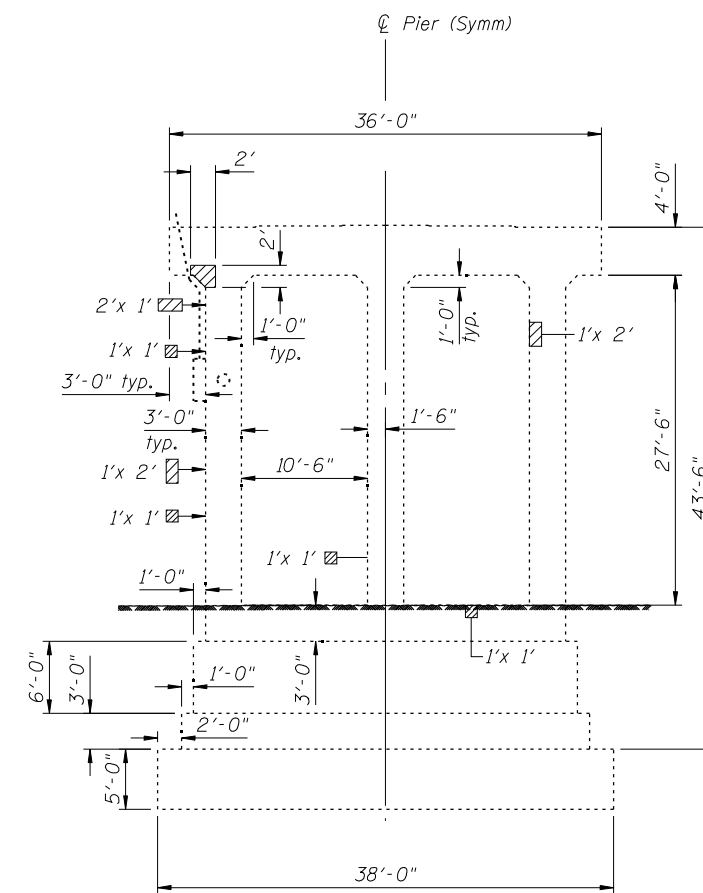 ℄ Pier (Symm)
36'-0"
2'
4'-0"
2'
2'x 1'
1'-0"
typ.
1'-0"
typ.
1'x 2'
1'x 1'
3'-0" typ.
3'-0"
typ.
1'-6"
27'-6"
43'-6"
1'x 2'
10'-6"
1'x 1'
1'x 1'
1'-0"
1'x 1'
6'-0"
3'-0"
1'-0"
3'-0"
2'-0"
5'-0"
38'-0"